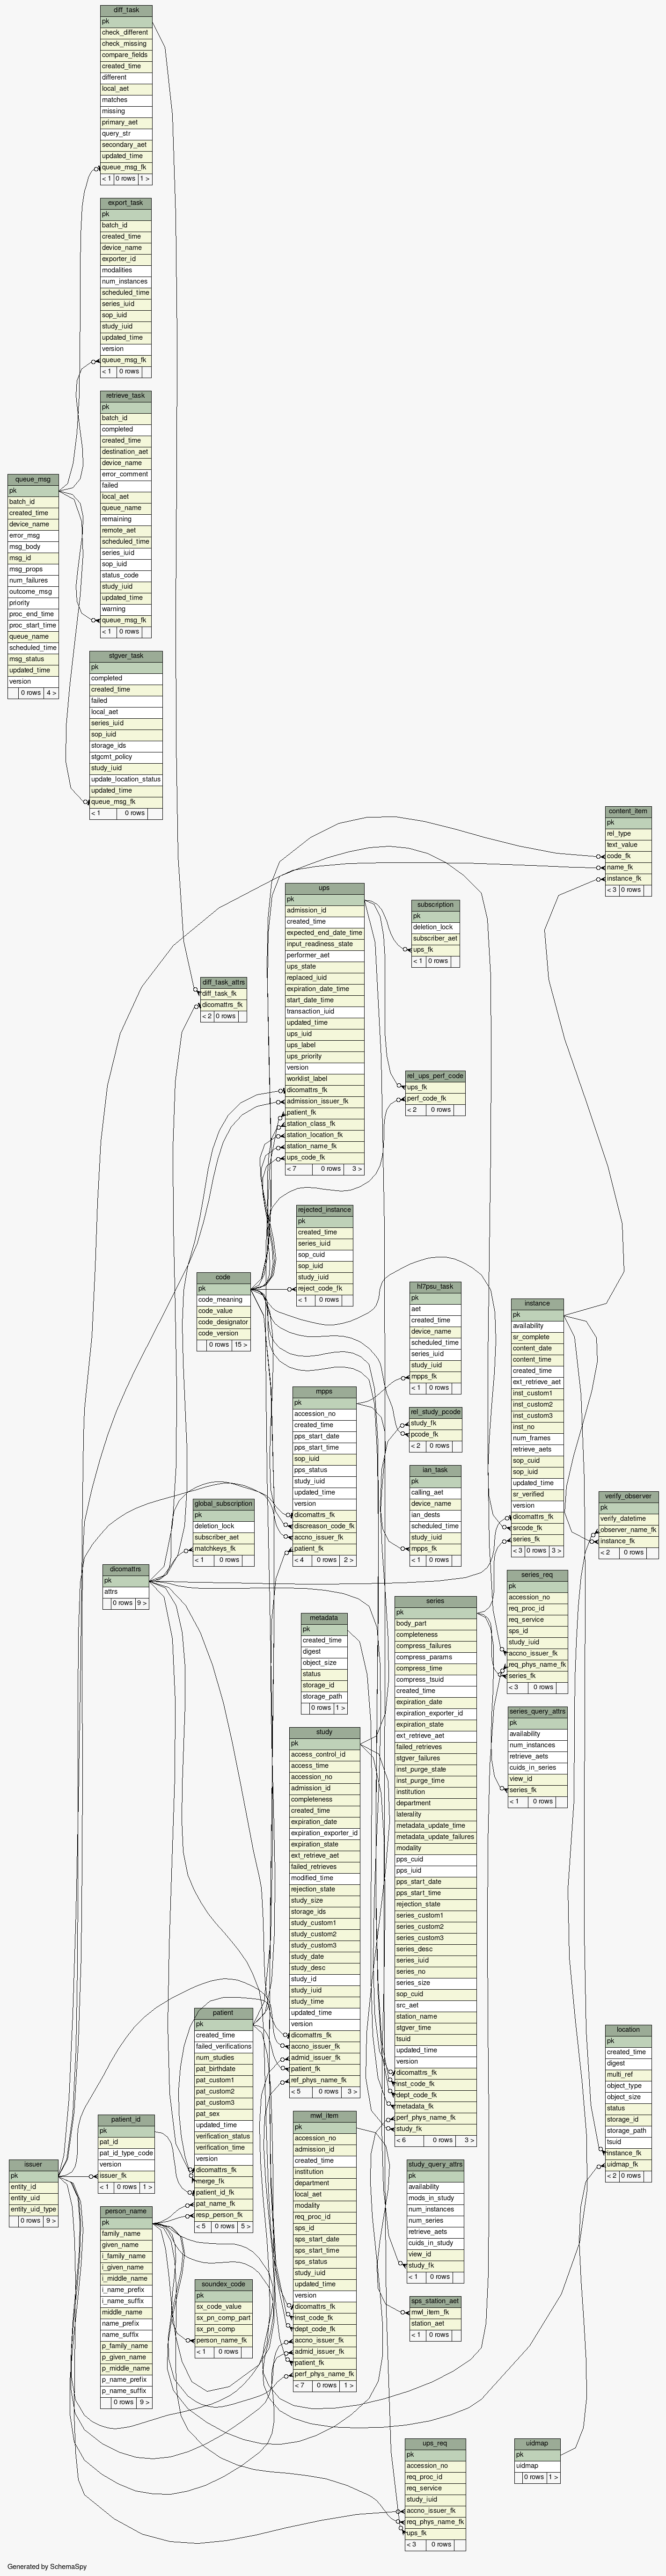 diff_task
pk
check_different
check_missing
compare_fields
created_time
different
local_aet
matches
missing
primary_aet
query_str
secondary_aet
updated_time
queue_msg_fk
< 1 0 rows 1 >
export_task
pk
batch_id
created_time
device_name
exporter_id
modalities
num_instances
scheduled_time
series_iuid
sop_iuid
study_iuid
updated_time
version
queue_msg_fk
< 1 0 rows
retrieve_task
pk
batch_id
completed
created_time
destination_aet
device_name
error_comment
failed
local_aet
queue_name
remaining
remote_aet
scheduled_time
series_iuid
sop_iuid
status_code
study_iuid
updated_time
warning
queue_msg_fk
< 1 0 rows
queue_msg
pk
batch_id
created_time
device_name
error_msg
msg_body
msg_id
msg_props
num_failures
outcome_msg
priority
proc_end_time
proc_start_time
queue_name
scheduled_time
msg_status
updated_time
version
0 rows 4 >
stgver_task
pk
completed
created_time
failed
local_aet
series_iuid
sop_iuid
storage_ids
stgcmt_policy
study_iuid
update_location_status
updated_time
queue_msg_fk
< 1 0 rows
content_item
pk
rel_type
text_value
code_fk
name_fk
instance_fk
< 3 0 rows
ups
pk
admission_id
created_time
expected_end_date_time
input_readiness_state
performer_aet
ups_state
replaced_iuid
expiration_date_time
start_date_time
transaction_iuid
updated_time
ups_iuid
ups_label
ups_priority
version
worklist_label
dicomattrs_fk
admission_issuer_fk
patient_fk
station_class_fk
station_location_fk
station_name_fk
ups_code_fk
< 7 0 rows 3 >
subscription
pk
deletion_lock
subscriber_aet
ups_fk
< 1 0 rows
diff_task_attrs
diff_task_fk
dicomattrs_fk
< 2 0 rows
rel_ups_perf_code
ups_fk
perf_code_fk
< 2 0 rows
rejected_instance
pk
created_time
series_iuid
sop_cuid
sop_iuid
study_iuid
reject_code_fk
< 1 0 rows
code
pk
code_meaning
code_value
code_designator
code_version
0 rows 15 >
hl7psu_task
pk
aet
created_time
device_name
scheduled_time
series_iuid
study_iuid
mpps_fk
< 1 0 rows
instance
pk
availability
sr_complete
content_date
content_time
created_time
ext_retrieve_aet
inst_custom1
inst_custom2
inst_custom3
inst_no
num_frames
retrieve_aets
sop_cuid
sop_iuid
updated_time
sr_verified
version
dicomattrs_fk
srcode_fk
series_fk
< 3 0 rows 3 >
mpps
pk
accession_no
created_time
pps_start_date
pps_start_time
sop_iuid
pps_status
study_iuid
updated_time
version
dicomattrs_fk
discreason_code_fk
accno_issuer_fk
patient_fk
< 4 0 rows 2 >
rel_study_pcode
study_fk
pcode_fk
< 2 0 rows
ian_task
pk
calling_aet
device_name
ian_dests
scheduled_time
study_iuid
mpps_fk
< 1 0 rows
verify_observer
pk
verify_datetime
observer_name_fk
instance_fk
< 2 0 rows
global_subscription
pk
deletion_lock
subscriber_aet
matchkeys_fk
< 1 0 rows
dicomattrs
pk
attrs
0 rows 9 >
series_req
pk
accession_no
req_proc_id
req_service
sps_id
study_iuid
accno_issuer_fk
req_phys_name_fk
series_fk
< 3 0 rows
metadata
pk
created_time
digest
object_size
status
storage_id
storage_path
0 rows 1 >
series
pk
body_part
completeness
compress_failures
compress_params
compress_time
compress_tsuid
created_time
expiration_date
expiration_exporter_id
expiration_state
ext_retrieve_aet
failed_retrieves
stgver_failures
inst_purge_state
inst_purge_time
institution
department
laterality
metadata_update_time
metadata_update_failures
modality
pps_cuid
pps_iuid
pps_start_date
pps_start_time
rejection_state
series_custom1
series_custom2
series_custom3
series_desc
series_iuid
series_no
series_size
sop_cuid
src_aet
station_name
stgver_time
tsuid
updated_time
version
dicomattrs_fk
inst_code_fk
dept_code_fk
metadata_fk
perf_phys_name_fk
study_fk
< 6 0 rows 3 >
series_query_attrs
pk
availability
num_instances
retrieve_aets
cuids_in_series
view_id
series_fk
< 1 0 rows
study
pk
access_control_id
access_time
accession_no
admission_id
completeness
created_time
expiration_date
expiration_exporter_id
expiration_state
ext_retrieve_aet
failed_retrieves
modified_time
rejection_state
study_size
storage_ids
study_custom1
study_custom2
study_custom3
study_date
study_desc
study_id
study_iuid
study_time
updated_time
version
dicomattrs_fk
accno_issuer_fk
admid_issuer_fk
patient_fk
ref_phys_name_fk
< 5 0 rows 3 >
patient
pk
created_time
failed_verifications
num_studies
pat_birthdate
pat_custom1
pat_custom2
pat_custom3
pat_sex
updated_time
verification_status
verification_time
version
dicomattrs_fk
merge_fk
patient_id_fk
pat_name_fk
resp_person_fk
< 5 0 rows 5 >
location
pk
created_time
digest
multi_ref
object_type
object_size
status
storage_id
storage_path
tsuid
instance_fk
uidmap_fk
< 2 0 rows
patient_id
pk
pat_id
pat_id_type_code
version
issuer_fk
< 1 0 rows 1 >
mwl_item
pk
accession_no
admission_id
created_time
institution
department
local_aet
modality
req_proc_id
sps_id
sps_start_date
sps_start_time
sps_status
study_iuid
updated_time
version
dicomattrs_fk
inst_code_fk
dept_code_fk
accno_issuer_fk
admid_issuer_fk
patient_fk
perf_phys_name_fk
< 7 0 rows 1 >
issuer
pk
entity_id
entity_uid
entity_uid_type
0 rows 9 >
study_query_attrs
pk
availability
mods_in_study
num_instances
num_series
retrieve_aets
cuids_in_study
view_id
study_fk
< 1 0 rows
person_name
pk
family_name
given_name
i_family_name
i_given_name
i_middle_name
i_name_prefix
i_name_suffix
middle_name
name_prefix
name_suffix
p_family_name
p_given_name
p_middle_name
p_name_prefix
p_name_suffix
0 rows 9 >
soundex_code
pk
sx_code_value
sx_pn_comp_part
sx_pn_comp
person_name_fk
< 1 0 rows
sps_station_aet
mwl_item_fk
station_aet
< 1 0 rows
ups_req
pk
accession_no
req_proc_id
req_service
study_iuid
accno_issuer_fk
req_phys_name_fk
ups_fk
< 3 0 rows
uidmap
pk
uidmap
0 rows 1 >
Generated by SchemaSpy